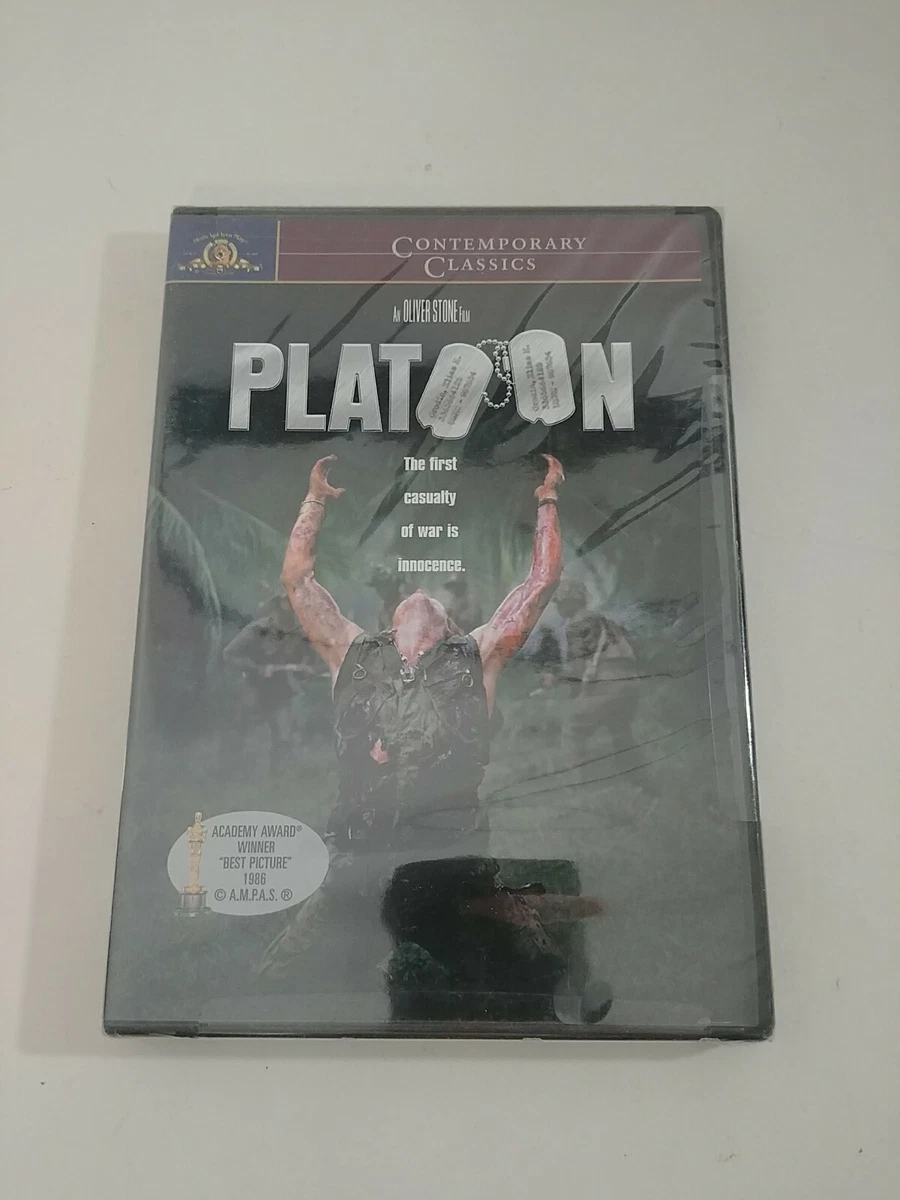 CONTEMPORARY
CLASSICS
AN OLIVER STONE FILM
PLATOON
The first
casualty
of war is
innocence.
ACADEMY AWARD®
WINNER
"BEST PICTURE"
1986
© A.M.P.A.S. ®